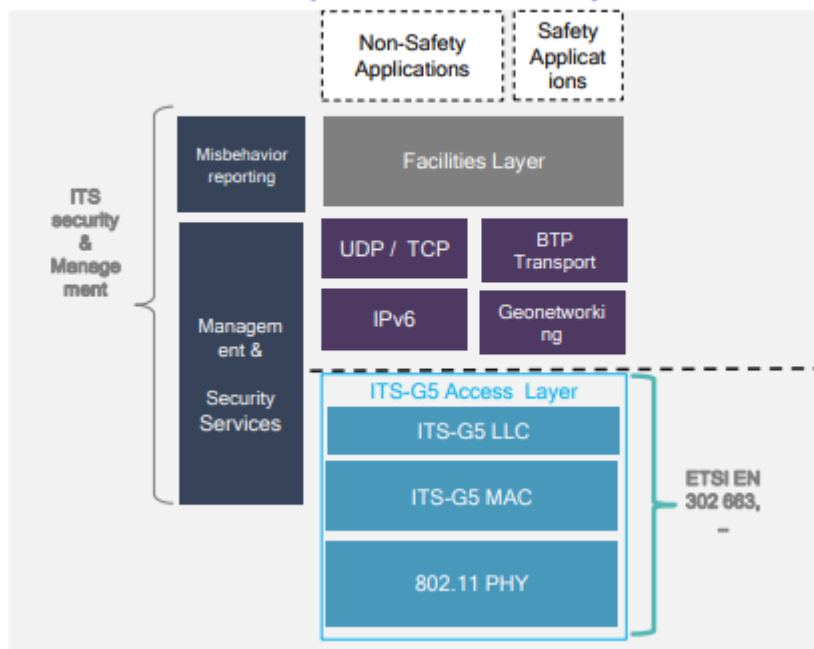 Non-Safety
Applications
Safety
Applicat
ions
Misbehavior
reporting
Facilities Layer
ITS
security
&
Manage
ment
UDP / TCP
BTP
Transport
IPv6
Geonetworki
ng
Managem
ent &
Security
Services
ITS-G5 Access Layer
ITS-G5 LLC
ITS-G5 MAC
802.11 PHY
ETSI EN
302 663,
–